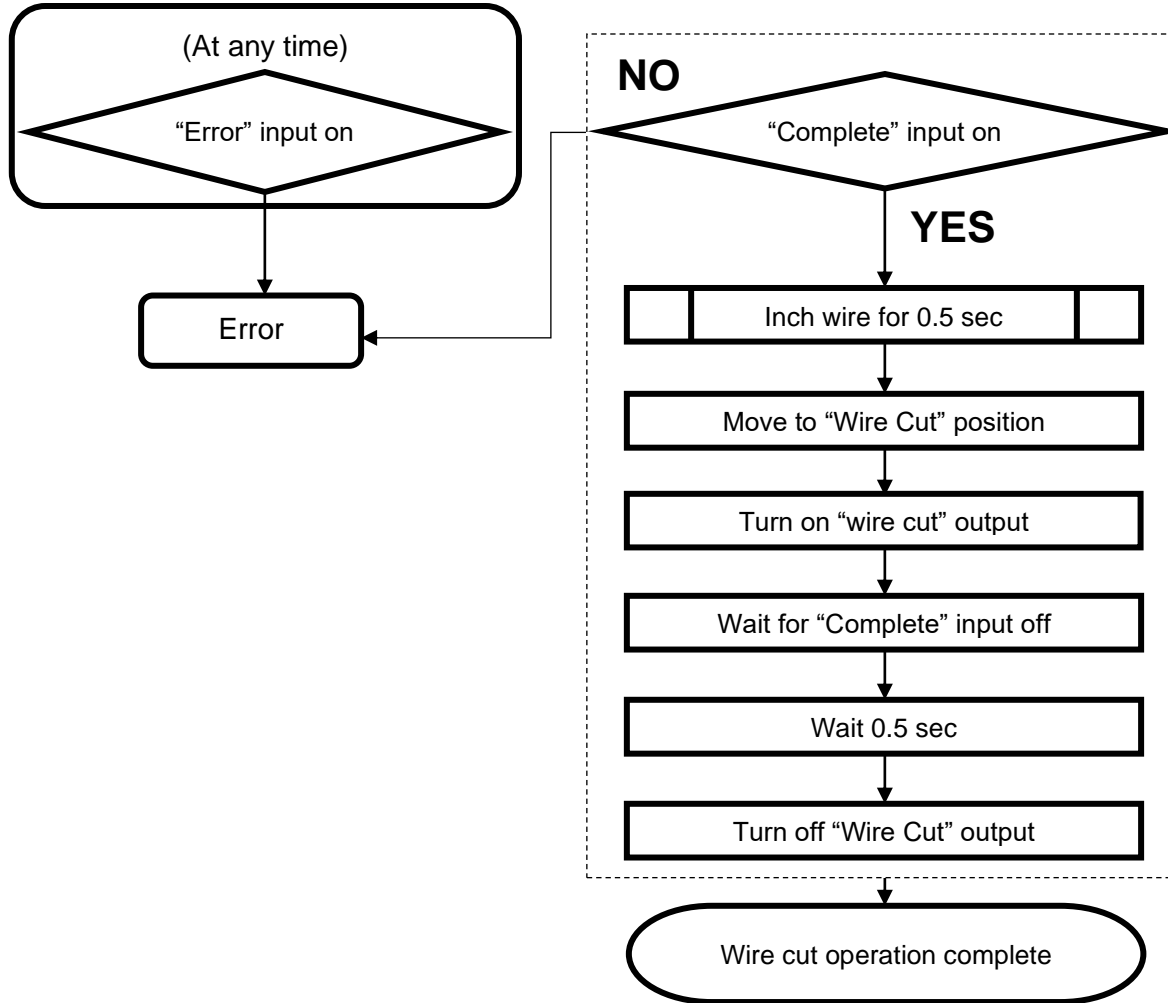 (At any time)
“Error” input on
Error
NO
“Complete” input on
YES
Inch wire for 0.5 sec
Move to “Wire Cut” position
Turn on “wire cut” output
Wait for “Complete” input off
Wait 0.5 sec
Turn off “Wire Cut” output
Wire cut operation complete